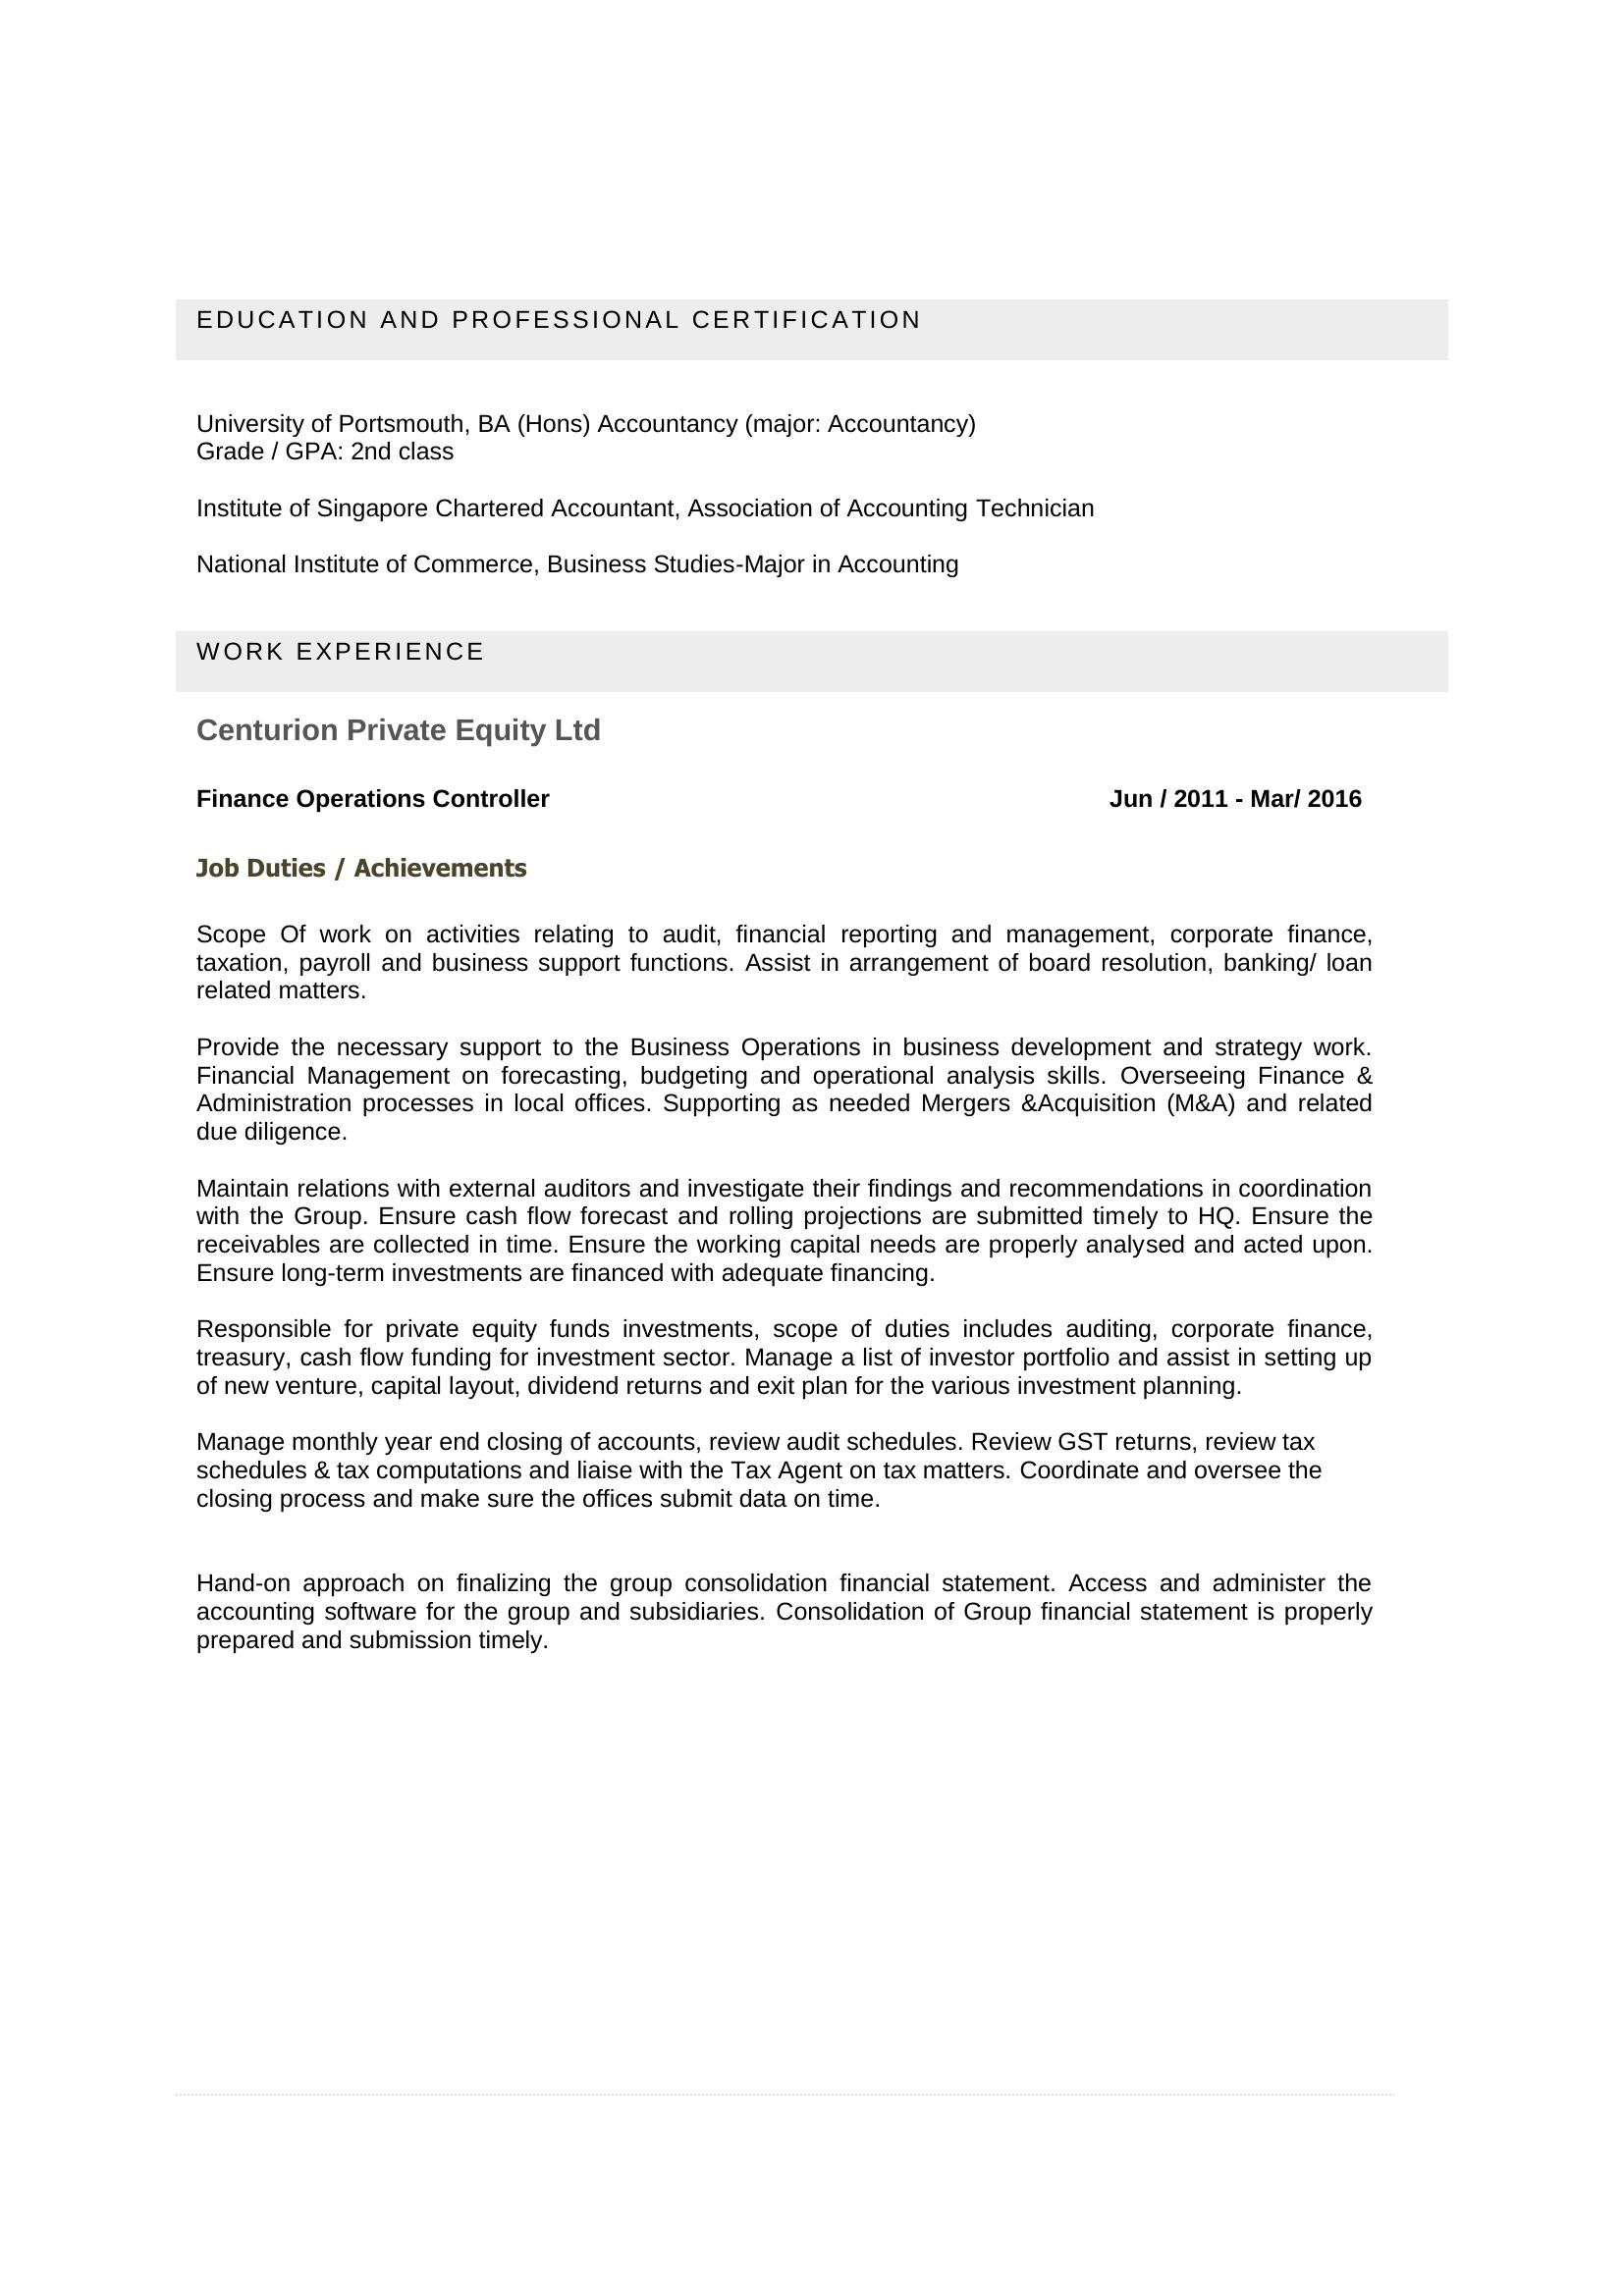 EDUCATION AND PROFESSIONAL CERTIFICATION
University of Portsmouth, BA (Hons) Accountancy (major: Accountancy)
Grade / GPA: 2nd class
Institute of Singapore Chartered Accountant, Association of Accounting Technician
National Institute of Commerce, Business Studies-Major in Accounting
WORK EXPERIENCE
Centurion Private Equity Ltd
Finance Operations Controller Jun / 2011 - Mar/ 2016
Job Duties / Achievements
Scope Of work on activities relating to audit, financial reporting and management, corporate finance,
taxation, payroll and business support functions. Assist in arrangement of board resolution, banking/ loan
related matters.
Provide the necessary support to the Business Operations in business development and strategy work.
Financial Management on forecasting, budgeting and operational analysis skills. Overseeing Finance &
Administration processes in local offices. Supporting as needed Mergers &Acquisition (M&A) and related
due diligence.
Maintain relations with external auditors and investigate their findings and recommendations in coordination
with the Group. Ensure cash flow forecast and rolling projections are submitted timely to HQ. Ensure the
receivables are collected in time. Ensure the working capital needs are properly analysed and acted upon.
Ensure long-term investments are financed with adequate financing.
Responsible for private equity funds investments, scope of duties includes auditing, corporate finance,
treasury, cash flow funding for investment sector. Manage a list of investor portfolio and assist in setting up
of new venture, capital layout, dividend returns and exit plan for the various investment planning.
Manage monthly year end closing of accounts, review audit schedules. Review GST returns, review tax
schedules & tax computations and liaise with the Tax Agent on tax matters. Coordinate and oversee the
closing process and make sure the offices submit data on time.
Hand-on approach on finalizing the group consolidation financial statement. Access and administer the
accounting software for the group and subsidiaries. Consolidation of Group financial statement is properly
prepared and submission timely.